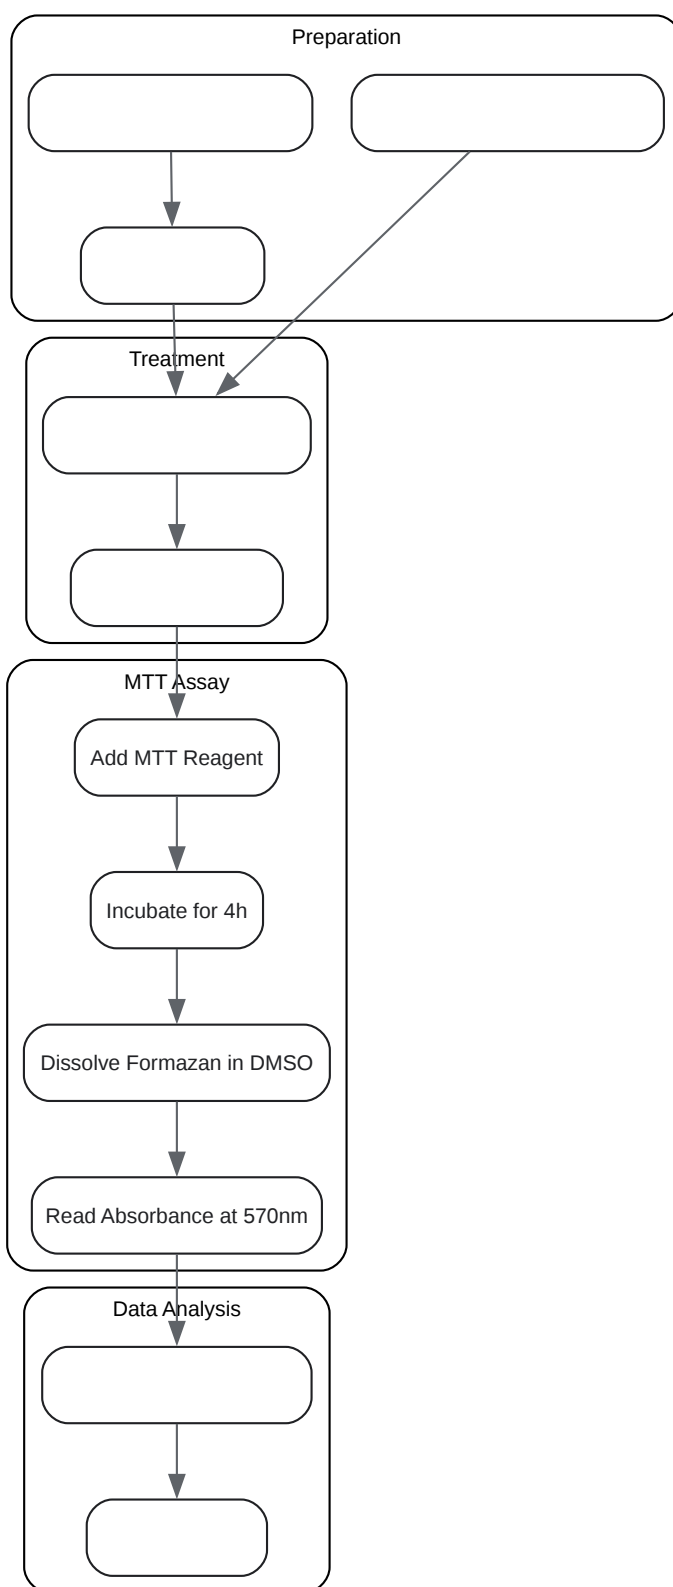 Preparation
Treatment
MTT Assay
Add MTT Reagent
Incubate for 4h
Dissolve Formazan in DMSO
Read Absorbance at 570nm
Data Analysis